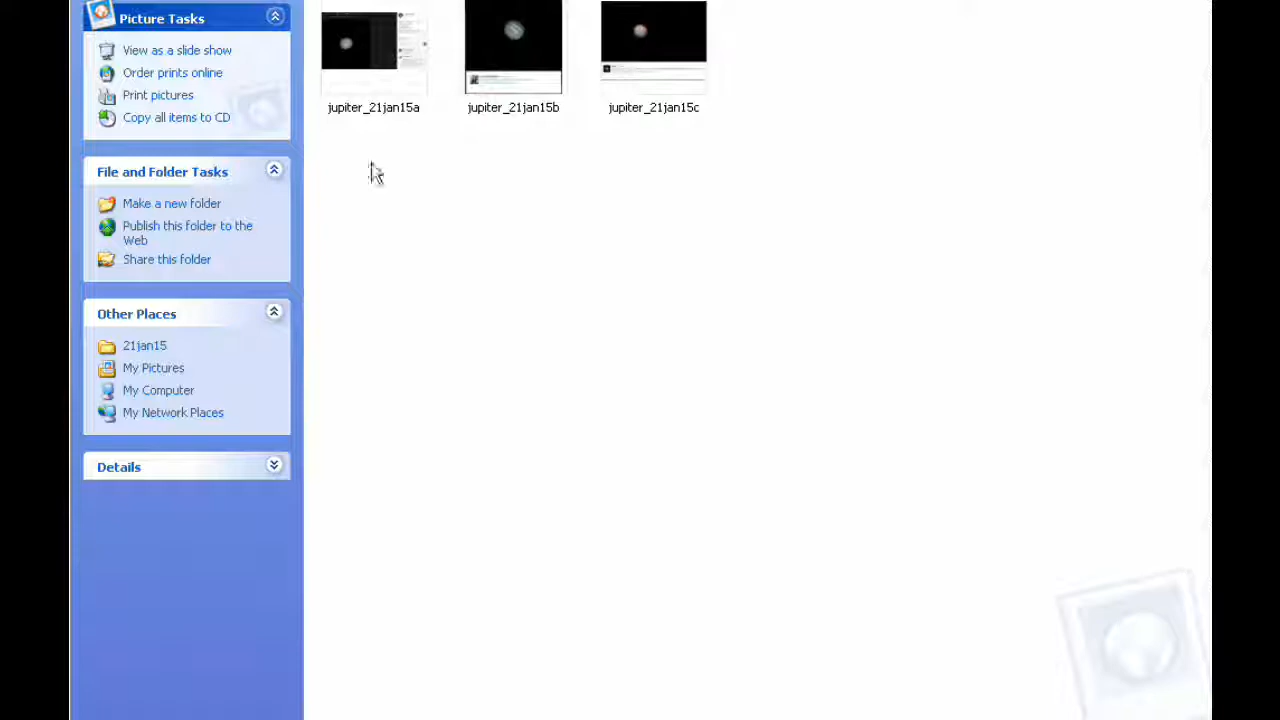 Picture Tasks
View as a slide show
Order prints online
Print pictures
Copy all items to CD
File and Folder Tasks
Make a new folder
Publish this folder to the
Web
Share this folder
Other Places
21jan15
My Pictures
My Computer
My Network Places
Details
jupiter_21jan15a
jupiter_21jan15b
jupiter_21jan15c